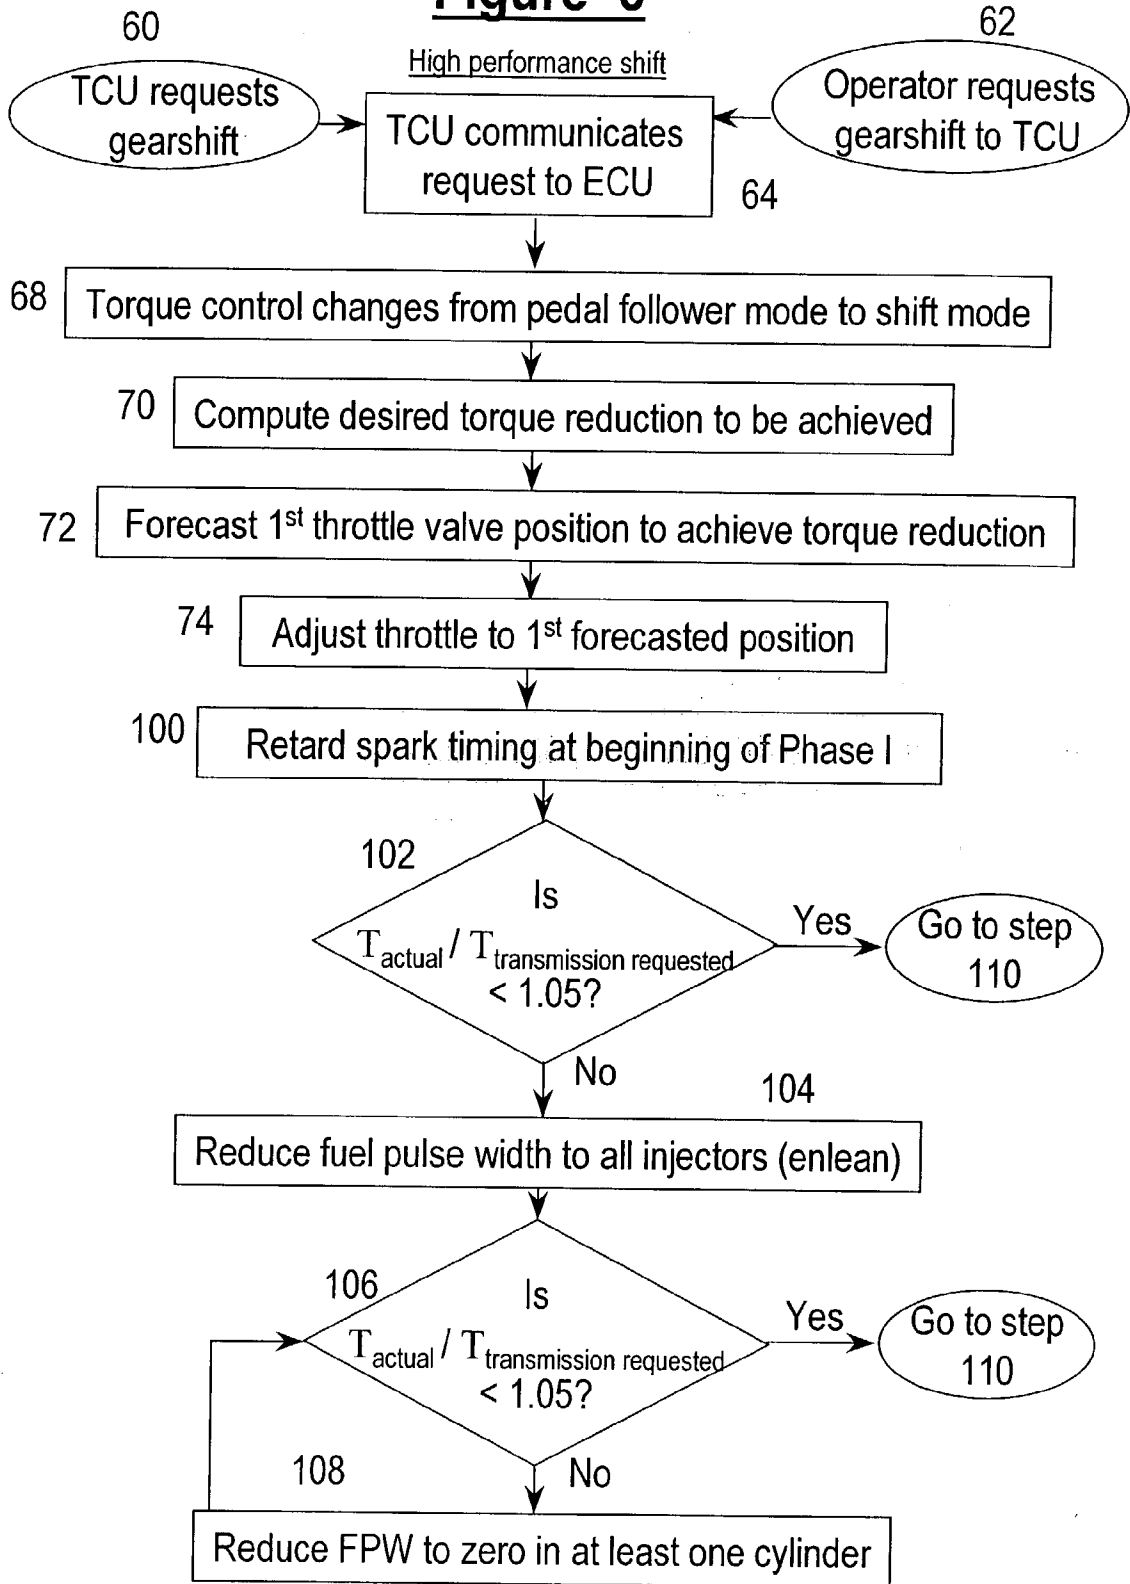 60
62
High performance shift
TCU requests
gearshift
TCU communicates
request to ECU
Operator requests
gearshift to TCU
64
68
Torque control changes from pedal follower mode to shift mode
70
Compute desired torque reduction to be achieved
72
Forecast 1st throttle valve position to achieve torque reduction
74
Adjust throttle to 1st forecasted position
100
Retard spark timing at beginning of Phase I
102
Is
Tactual / Ttransmission requested
< 1.05?
Yes
Go to step
110
No
104
Reduce fuel pulse width to all injectors (enlean)
106
Is
Tactual / Ttransmission requested
< 1.05?
Yes
Go to step
110
108
No
Reduce FPW to zero in at least one cylinder